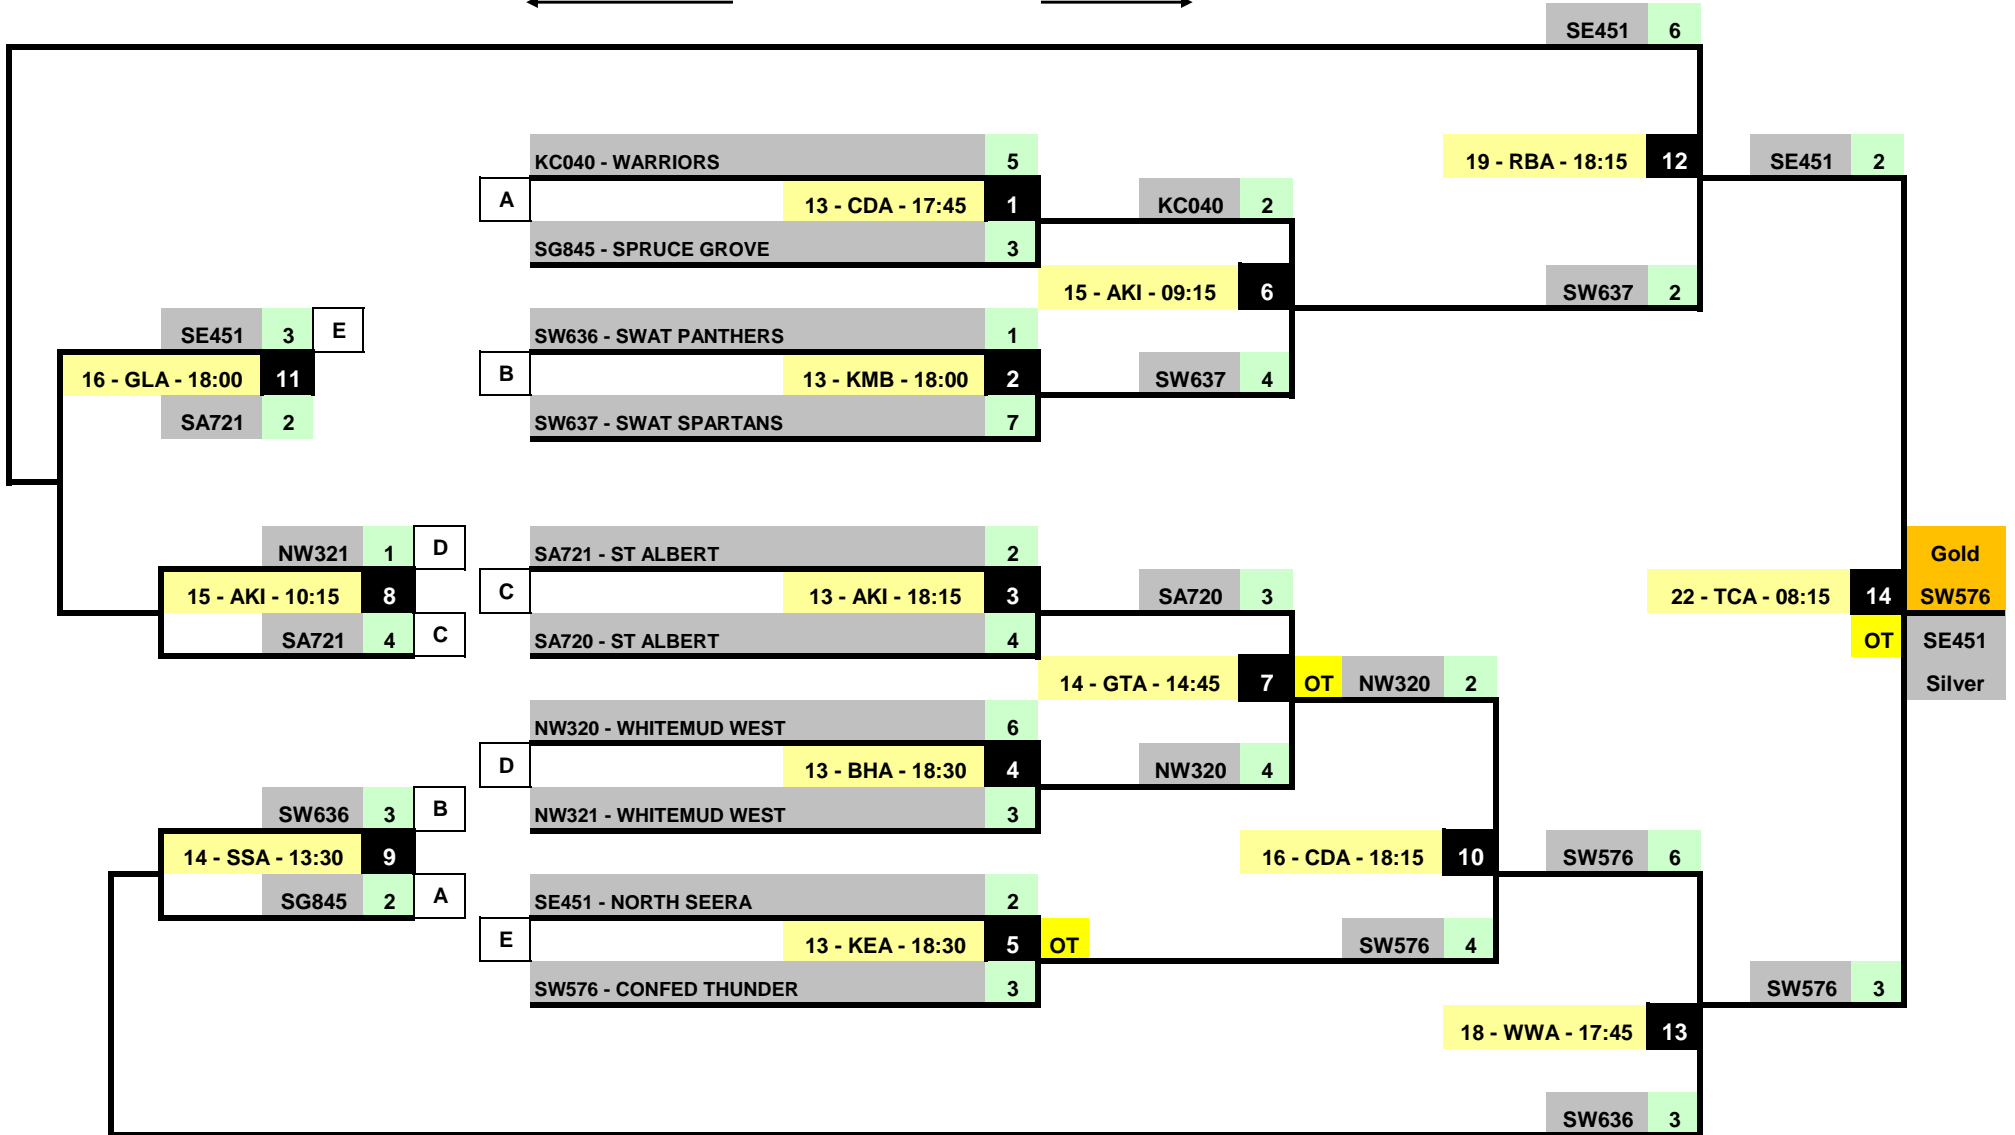 SE451 6
KC040 - WARRIORS 5
19 - RBA - 18:15 12 SE451 2
A 13 - CDA - 17:45 1 KC040 2
SG845 - SPRUCE GROVE 3
15 - AKI - 09:15 6 SW637 2
SE451 3 E SW636 - SWAT PANTHERS 1
16 - GLA - 18:00 11 B 13 - KMB - 18:00 2 SW637 4
SA721 2 SW637 - SWAT SPARTANS 7
NW321 1 D SA721 - ST ALBERT 2 Gold
15 - AKI - 10:15 8 C 13 - AKI - 18:15 3 SA720 3 22 - TCA - 08:15 14 SW576
SA721 4 C SA720 - ST ALBERT 4 OT SE451
14 - GTA - 14:45 7 OT NW320 2 Silver
NW320 - WHITEMUD WEST 6
D 13 - BHA - 18:30 4 NW320 4
SW636 3 B NW321 - WHITEMUD WEST 3
14 - SSA - 13:30 9 16 - CDA - 18:15 10 SW576 6
SG845 2 A SE451 - NORTH SEERA 2
E 13 - KEA - 18:30 5 OT SW576 4
SW576 - CONFED THUNDER 3 SW576 3
18 - WWA - 17:45 13
SW636 3